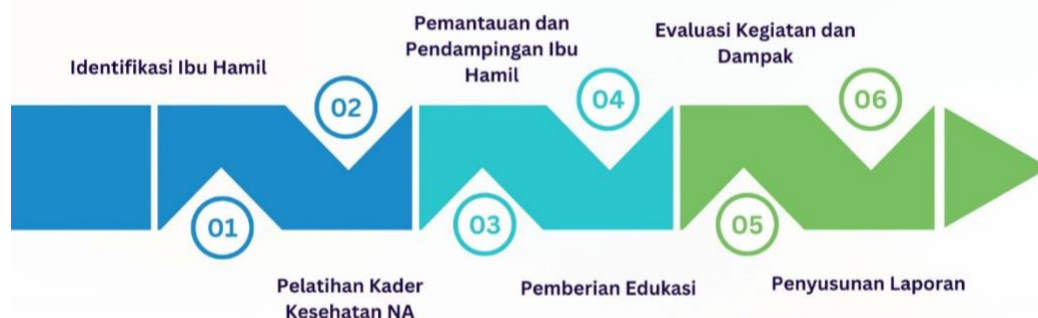 Identifikasi Ibu Hamil
01
02
Pelatihan Kader
Kesehatan NA
Pemantauan dan
Pendampingan Ibu
Hamil
03
04
Pemberian Edukasi
Evaluasi Kegiatan dan
Dampak
05
06
Penyusunan Laporan